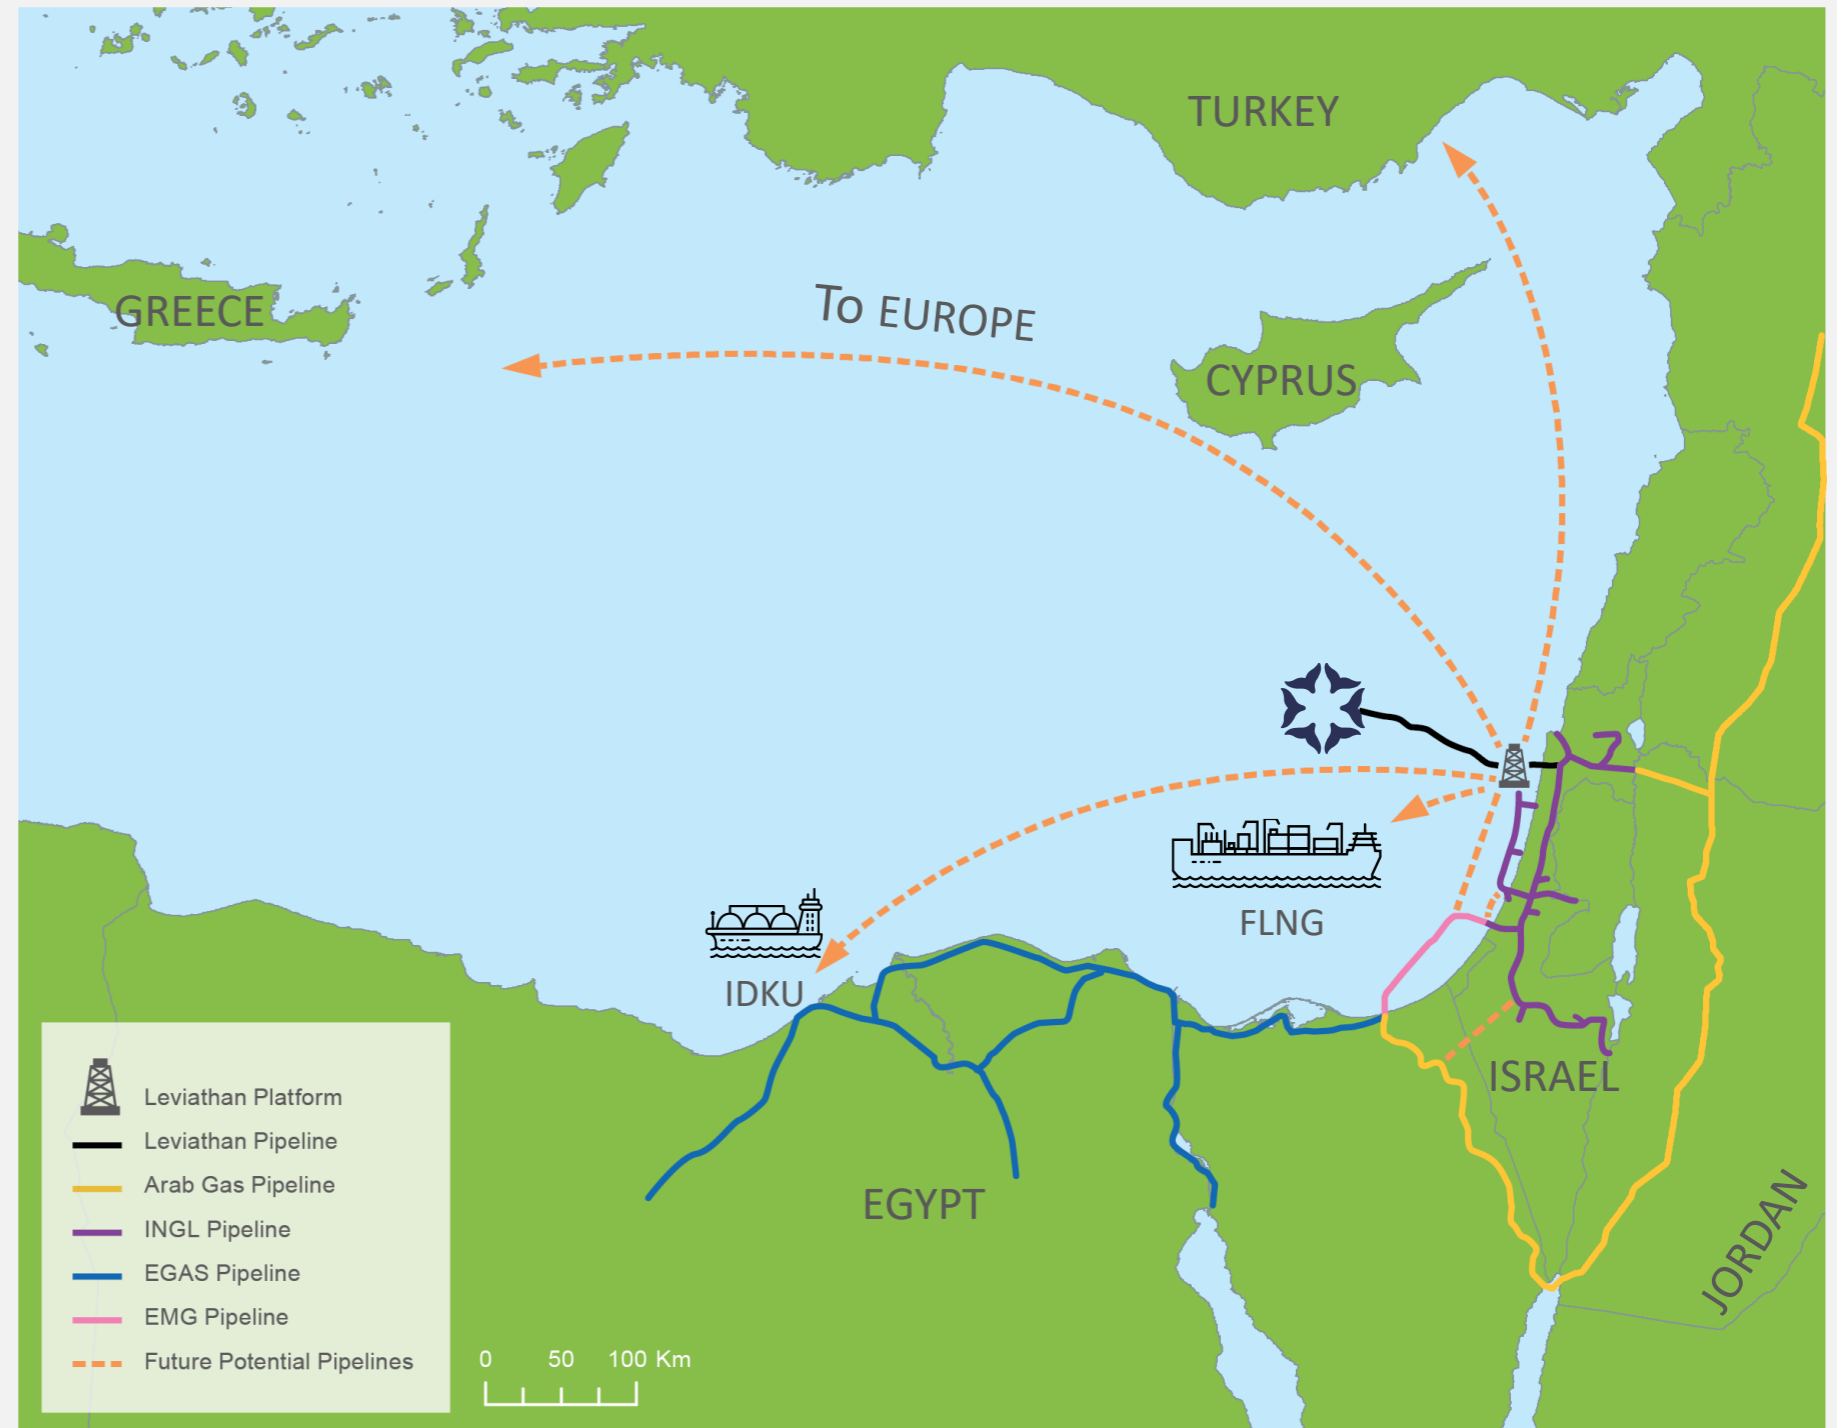 TURKEY
GREECE
To EUROPE
CYPRUS
FLNG
IDKU
ISRAEL
EGYPT
JORDAN
Leviathan Platform
Leviathan Pipeline
Arab Gas Pipeline
INGL Pipeline
EGAS Pipeline
EMG Pipeline
Future Potential Pipelines
0 50 100 Km